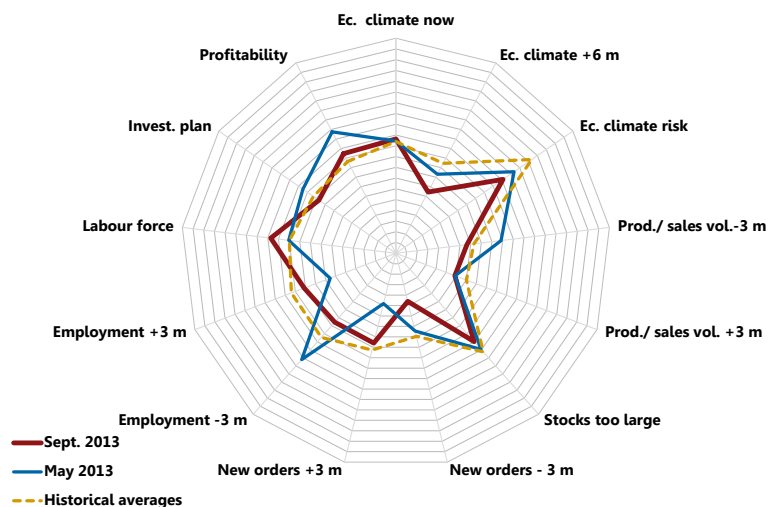 Ec. climate now
Ec. climate +6 m
Profitability
Ec. climate risk
Invest. plan
Prod./ sales vol.-3 m
Labour force
Prod./ sales vol. +3 m
Employment +3 m
Stocks too large
Employment -3 m
New orders - 3 m
New orders +3 m
Sept. 2013
May 2013
Historical averages